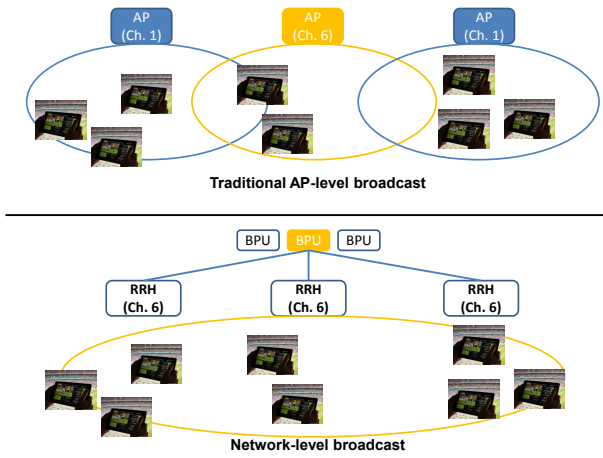 AP
(Ch. 1)
AP
(Ch. 6)
AP
(Ch. 1)
Traditional AP-level broadcast
BPU
BPU
BPU
RRH
(Ch. 6)
RRH
(Ch. 6)
RRH
(Ch. 6)
Network-level broadcast